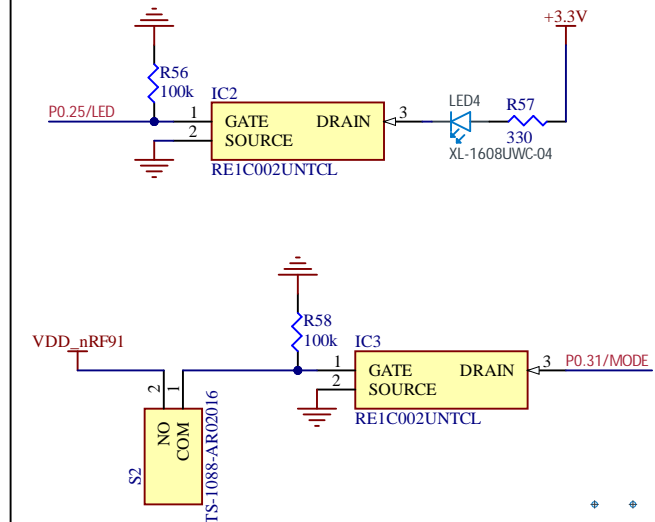 +3.3V
R56
100k
IC2
LED4
R57
P0.25/LED
1
GATE
DRAIN
3
2
SOURCE
330
RE1C002UNTCL
XL-1608UWC-04
R58
100k
VDD_nRF91
IC3
1
GATE
DRAIN
3
P0.31/MODE
2
SOURCE
RE1C002UNTCL
2
1
NO
COM
S2
TS-1088-AR02016